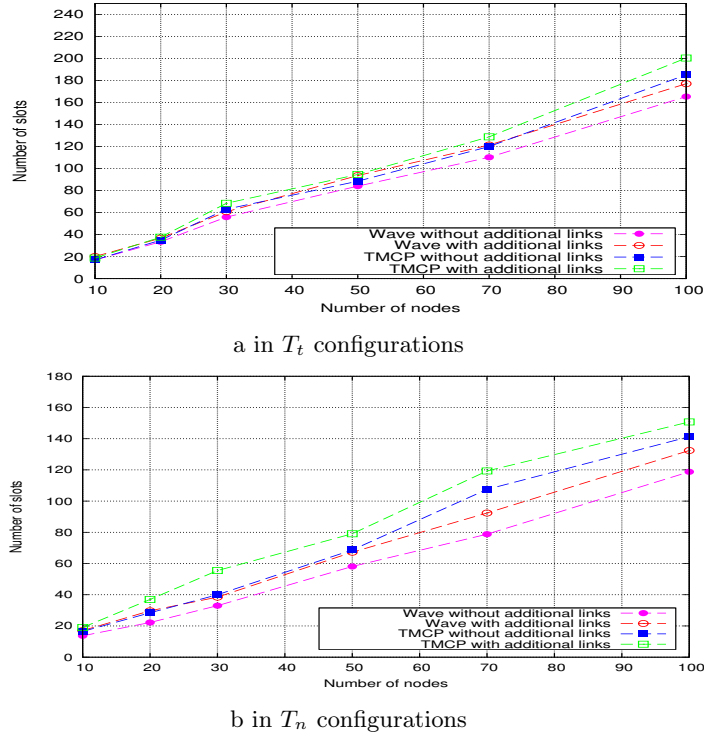 240
220
200
180
160
140
120
100
80
60
40
20
0
Number of slots
Wave without additional links
Wave with additional links
TMCP without additional links
TMCP with additional links
10 20 30 40 50 60 70 80 90 100
Number of nodes
a in T_t configurations
180
160
140
120
100
80
60
40
20
0
Number of slots
Wave without additional links
Wave with additional links
TMCP without additional links
TMCP with additional links
10 20 30 40 50 60 70 80 90 100
Number of nodes
b in T_n configurations